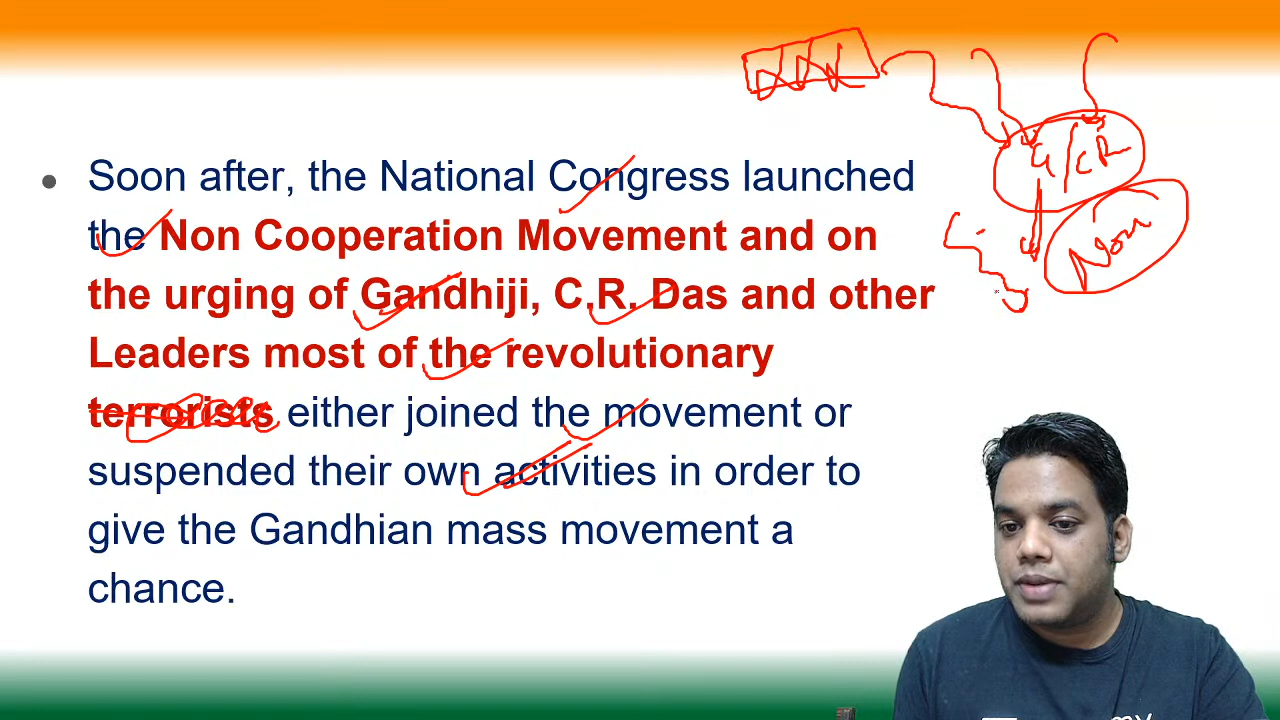 Soon after, the National Congress launched
the Non Cooperation Movement and on
the urging of Gandhiji, C.R. Das and other
Leaders most of the revolutionary
terrorists either joined the movement or
suspended their own activities in order to
give the Gandhian mass movement a
chance.
G/CR